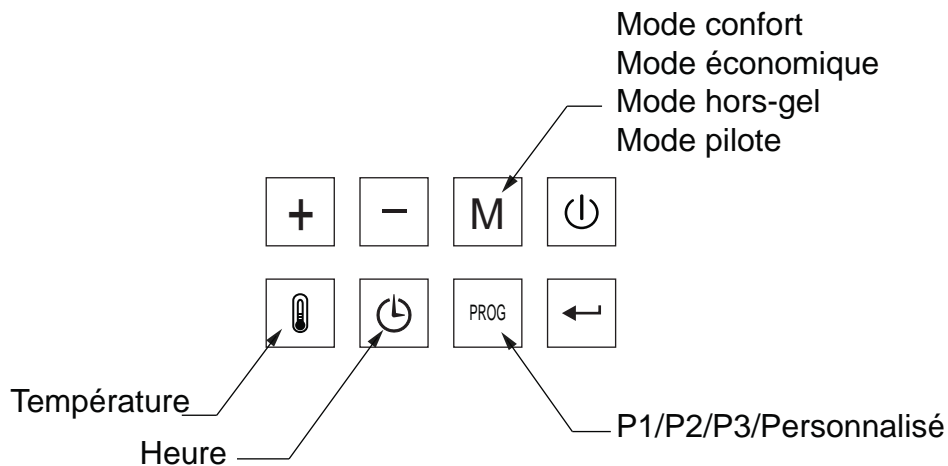 Mode confort
Mode économique
Mode hors-gel
Mode pilote
+ − M
PROG
Température
P1/P2/P3/Personnalisé
Heure